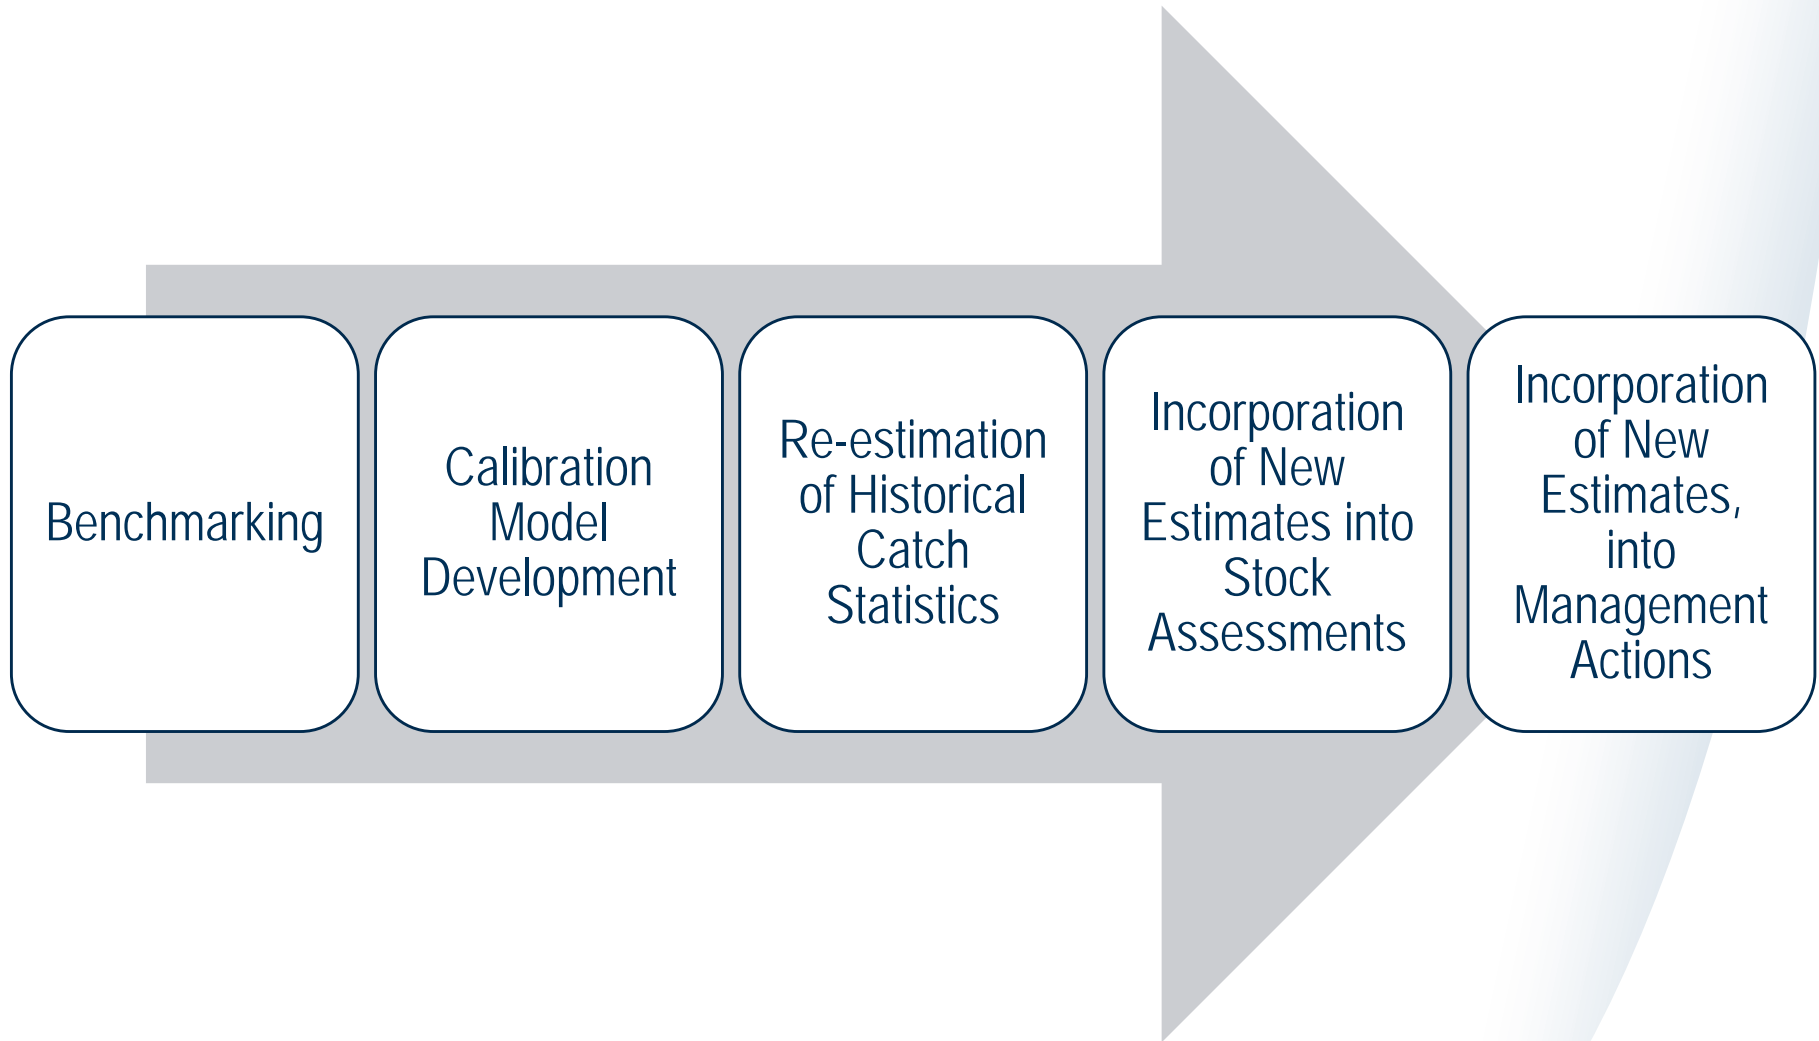 Benchmarking
Calibration
Model
Development
Re-estimation
of Historical
Catch
Statistics
Incorporation
of New
Estimates into
Stock
Assessments
Incorporation
of New
Estimates,
into
Management
Actions